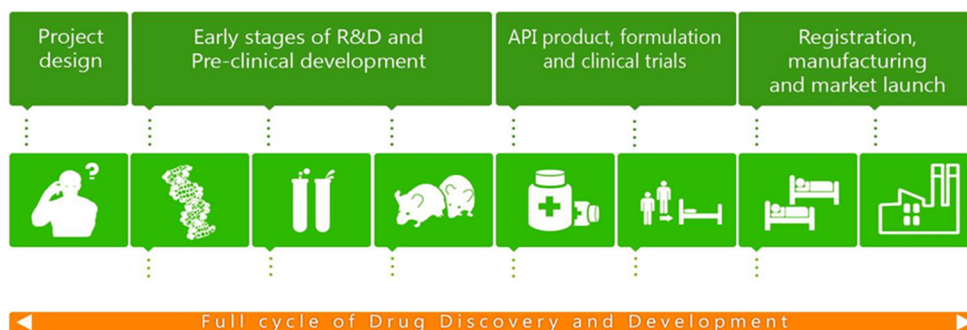 Project
design
Early stages of R&D and
Pre-clinical development
API product, formulation
and clinical trials
Registration,
manufacturing
and market launch
?
Full cycle of Drug Discovery and Development